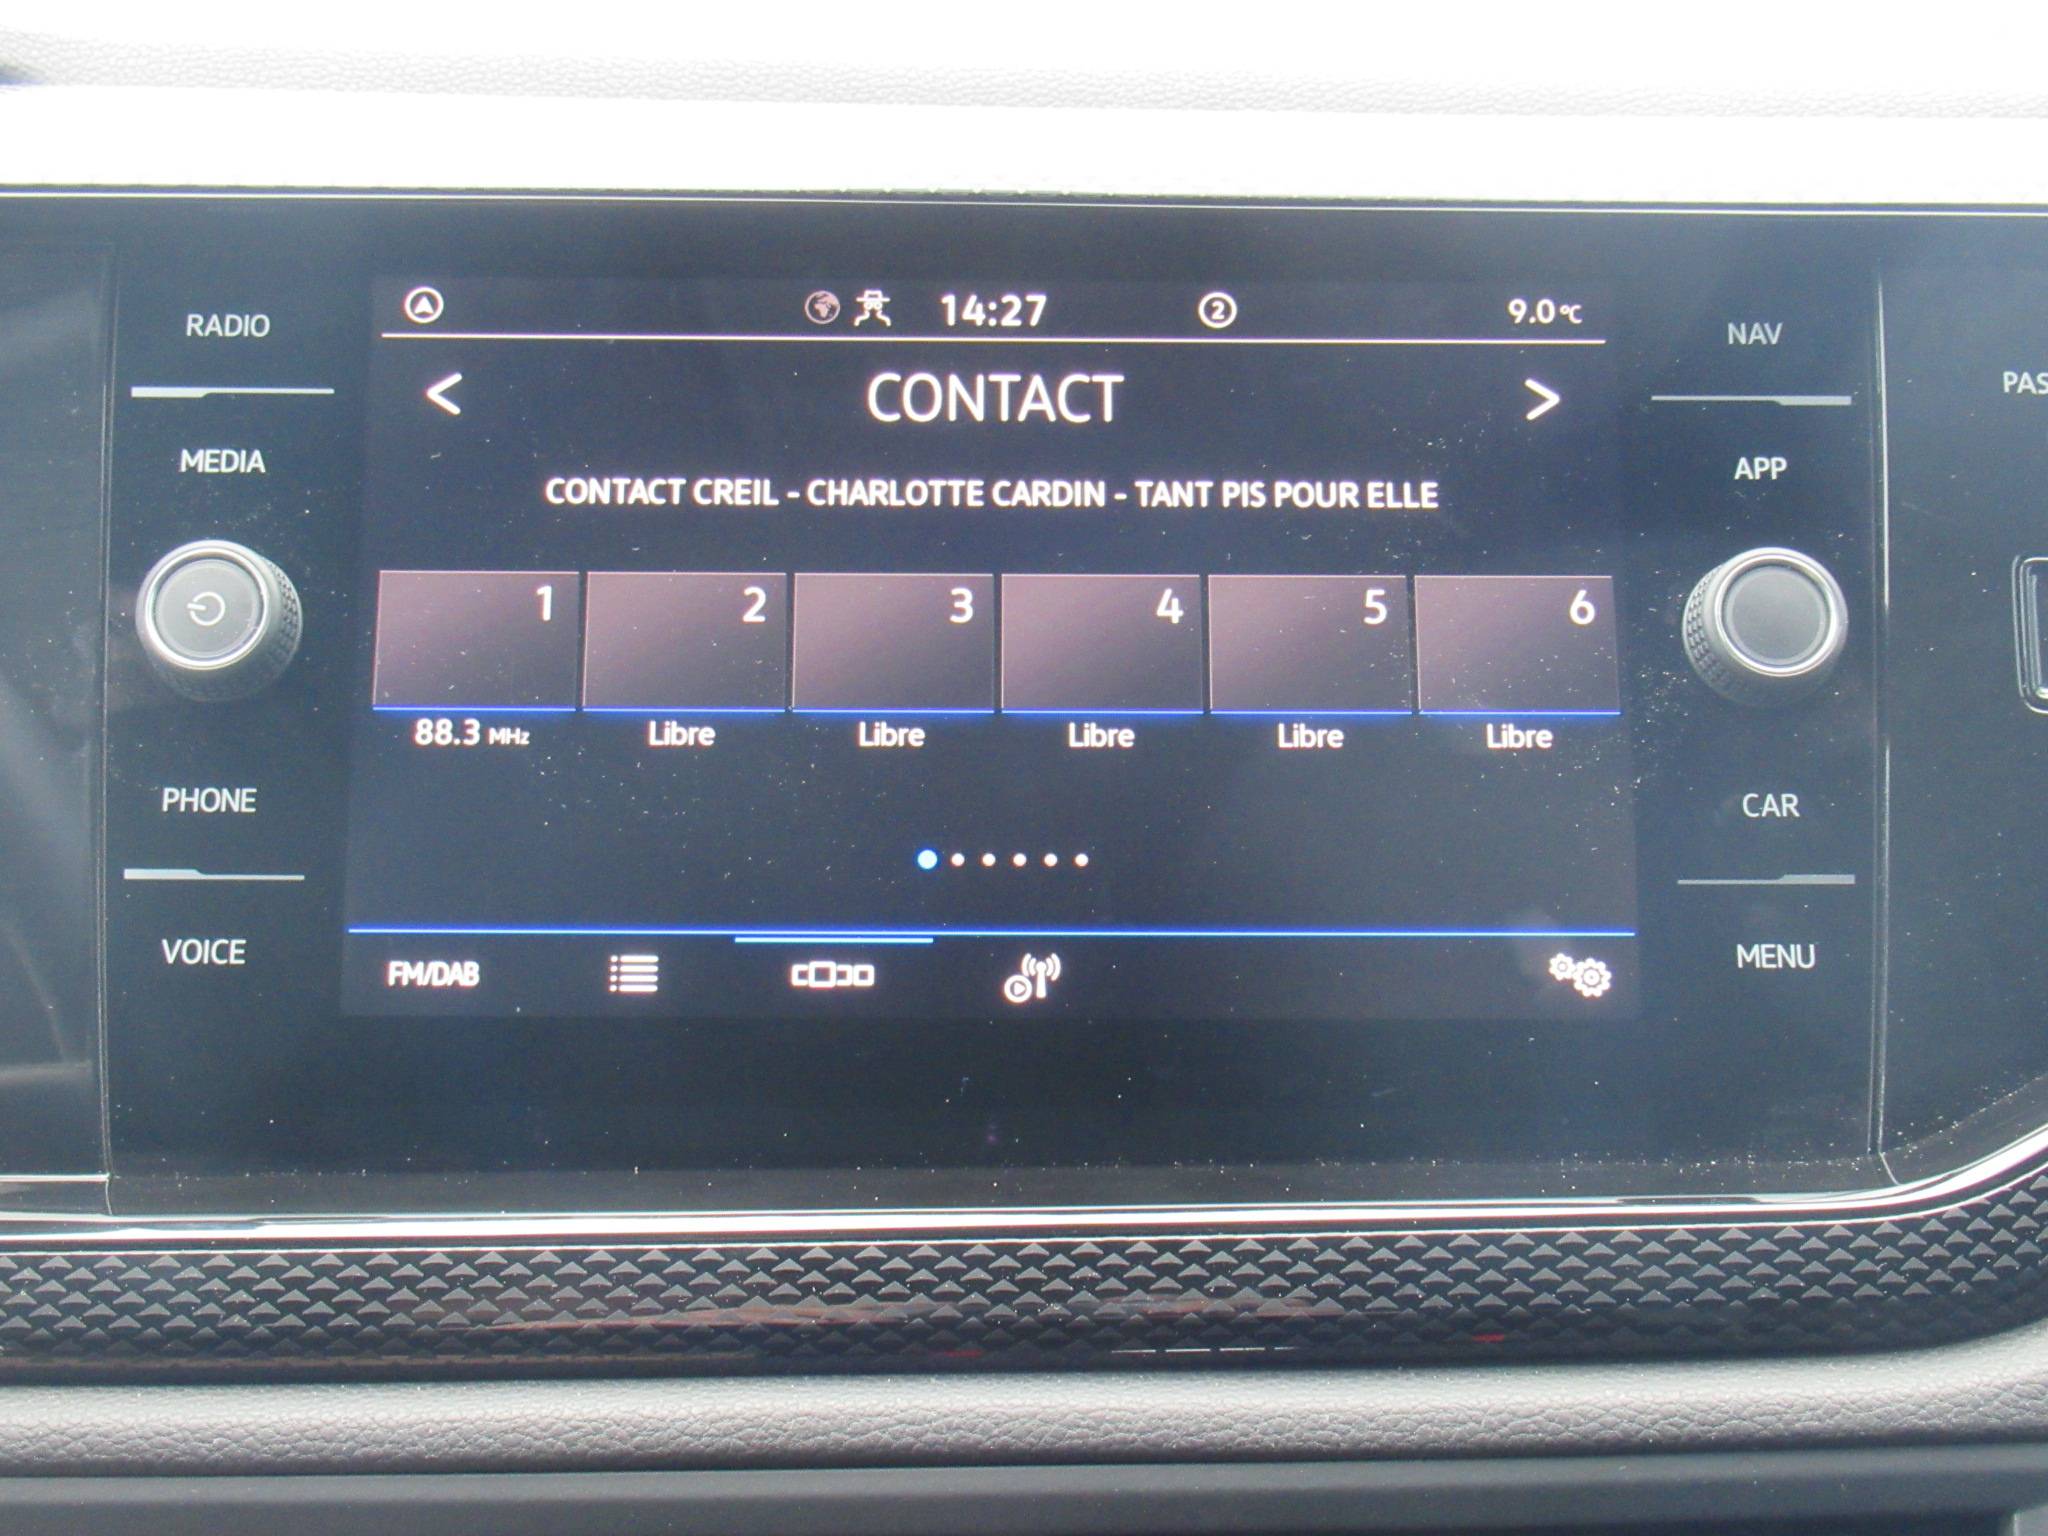 RADIO
MEDIA
PHONE
VOICE
14:27
2
9.0°C
< CONTACT >
CONTACT CREIL - CHARLOTTE CARDIN - TANT PIS POUR ELLE
1 2 3 4 5 6
88.3 MHz Libre Libre Libre Libre Libre
FM/DAB
NAV
APP
CAR
MENU
PAS